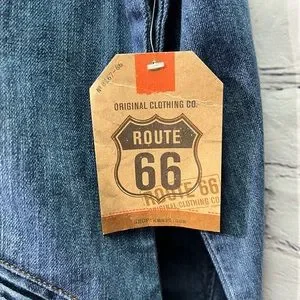 ORIGINAL CLOTHING CO.
ROUTE
66
ROUTE 66
ORIGINAL CLOTHING CO